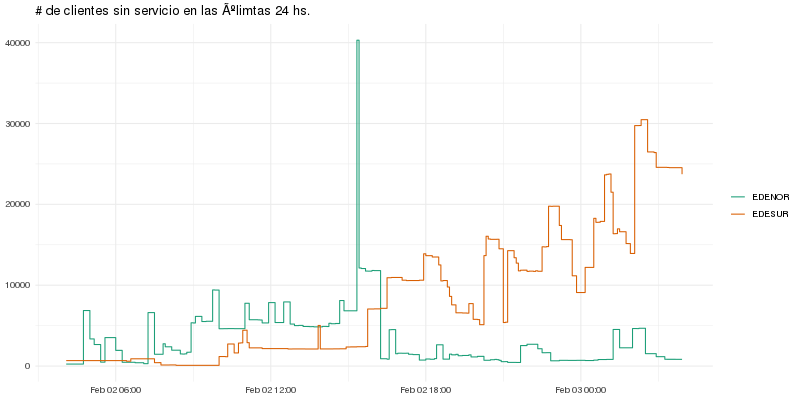 # de clientes sin servicio en las Ãºlimtas 24 hs.
40000
30000
20000
10000
0
Feb 02 06:00
Feb 02 12:00
Feb 02 18:00
Feb 03 00:00
EDENOR
EDESUR